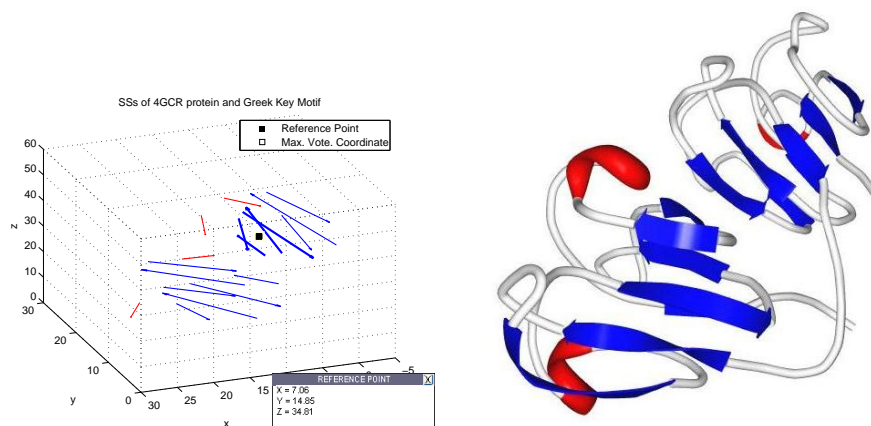 SSs of 4GCR protein and Greek Key Motif
Reference Point
Max. Vote. Coordinate
60
50
40
30
20
10
0
z
30
20
10
0
y
30
25
20
15
−5
x
REFERENCE POINT X
X = 7.06
Y = 14.85
Z = 34.81